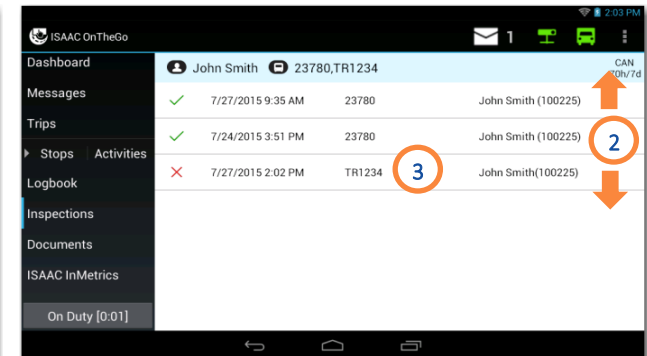 2:03 PM
ISAAC OnTheGo
1
Dashboard
John Smith 23780,TR1234
CAN
70h/7d
Messages
7/27/2015 9:35 AM 23780 John Smith (100225)
Trips
7/24/2015 3:51 PM 23780 John Smith (100225)
2
Stops Activities
7/27/2015 2:02 PM TR1234 3 John Smith(100225)
Logbook
Inspections
Documents
ISAAC InMetrics
On Duty [0:01]